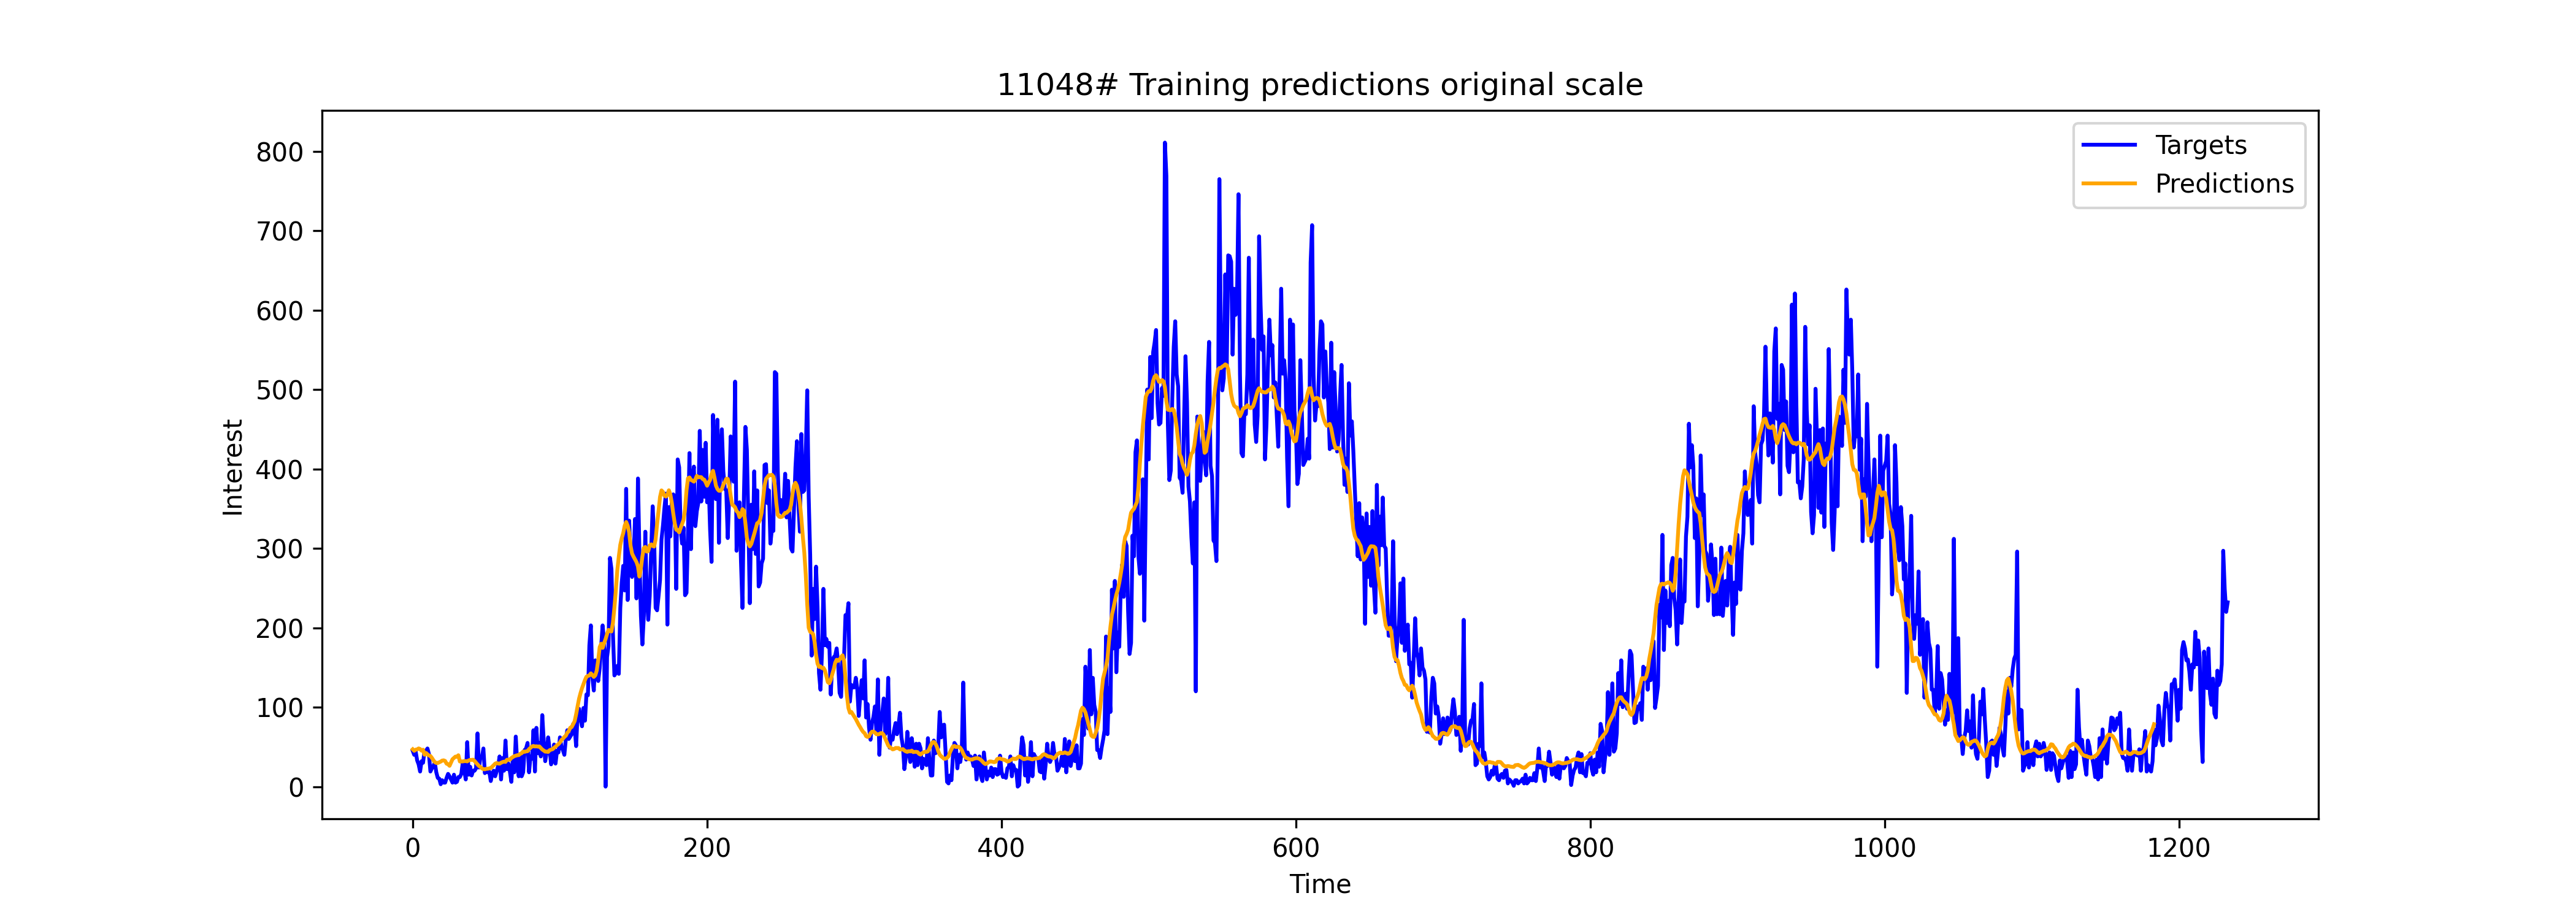 11048# Training predictions original scale
Targets
Predictions
800
700
600
500
400
300
200
100
0
Interest
0 200 400 600 800 1000 1200
Time